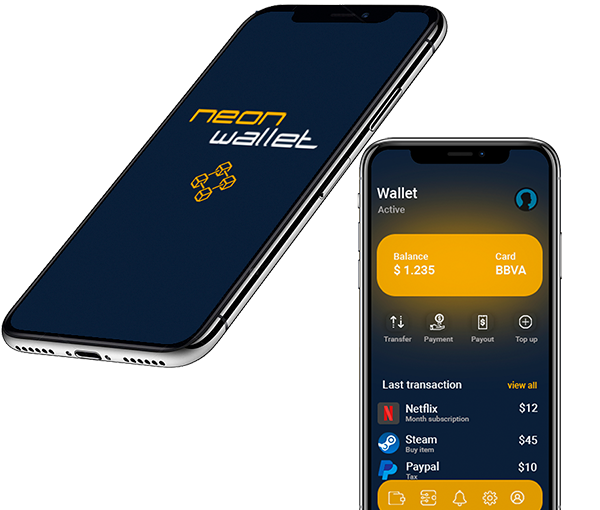 neon
wallet
Wallet
Active
Balance
Card
$ 1.235
BBVA
Transfer
Payment
Payout
Top up
Last transaction
view all
Netflix
$12
Month subscription
Steam
$45
Buy item
Paypal
$10
Tax